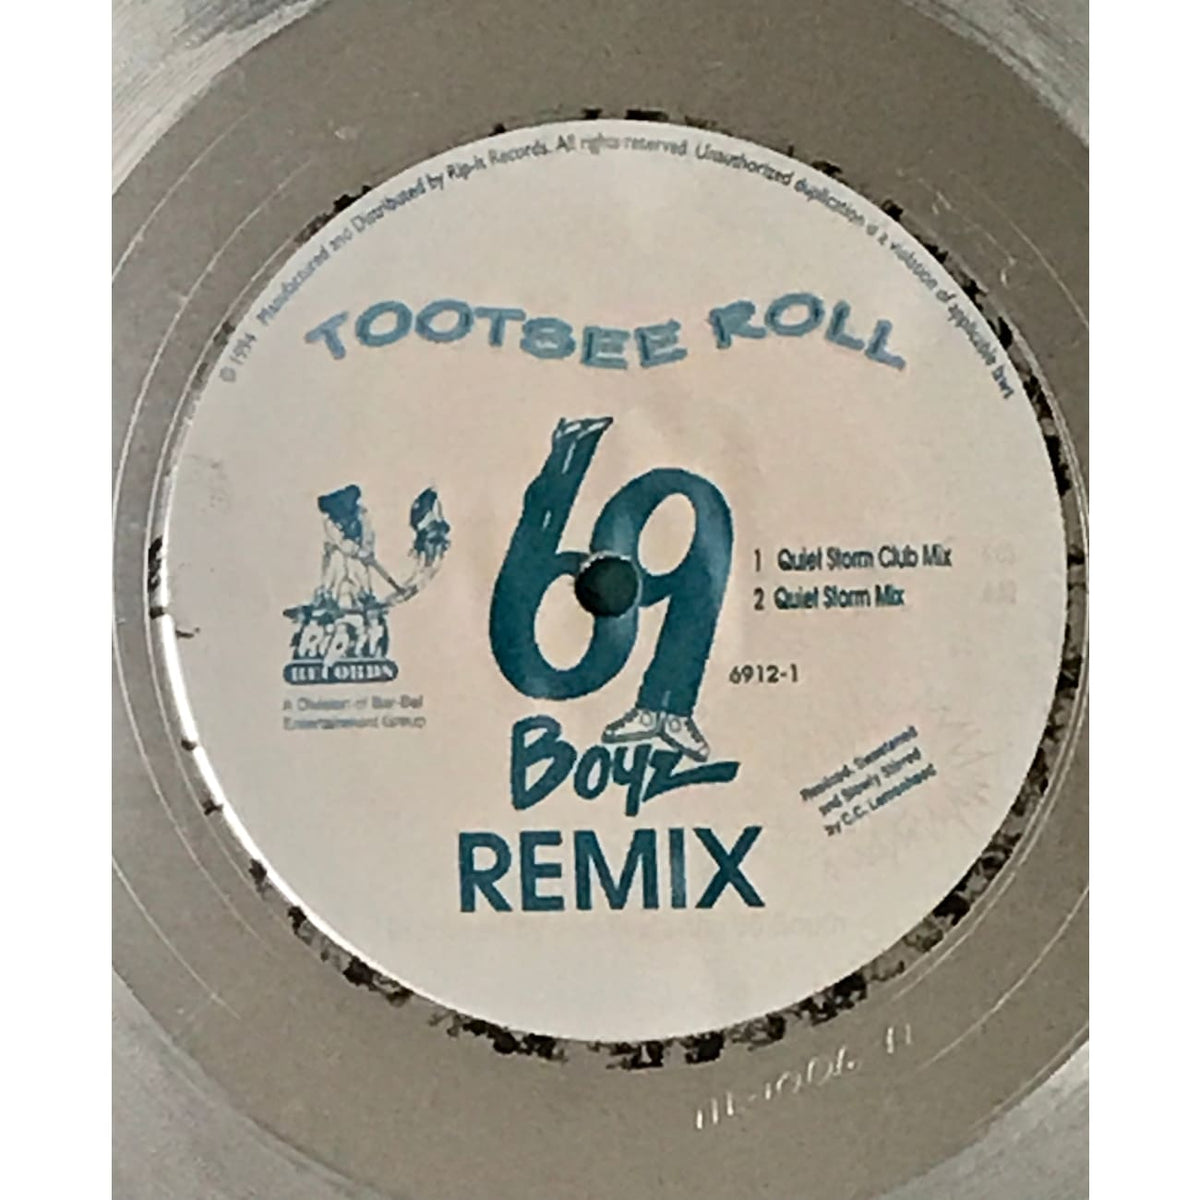 © 1994 Manufactured and Distributed by Rip-It Records. All rights reserved. Unauthorized duplication is a violation of applicable laws
TOOTSEE ROLL
69
Boyz
REMIX
1 Quiet Storm Club Mix
2 Quiet Storm Mix
6912-1
Rip-It
RECORDS
A Division of Bar-Bel
Entertainment Group
Remixed, Sweetened
and Slowly Stirred
by C.C. Lemonhead